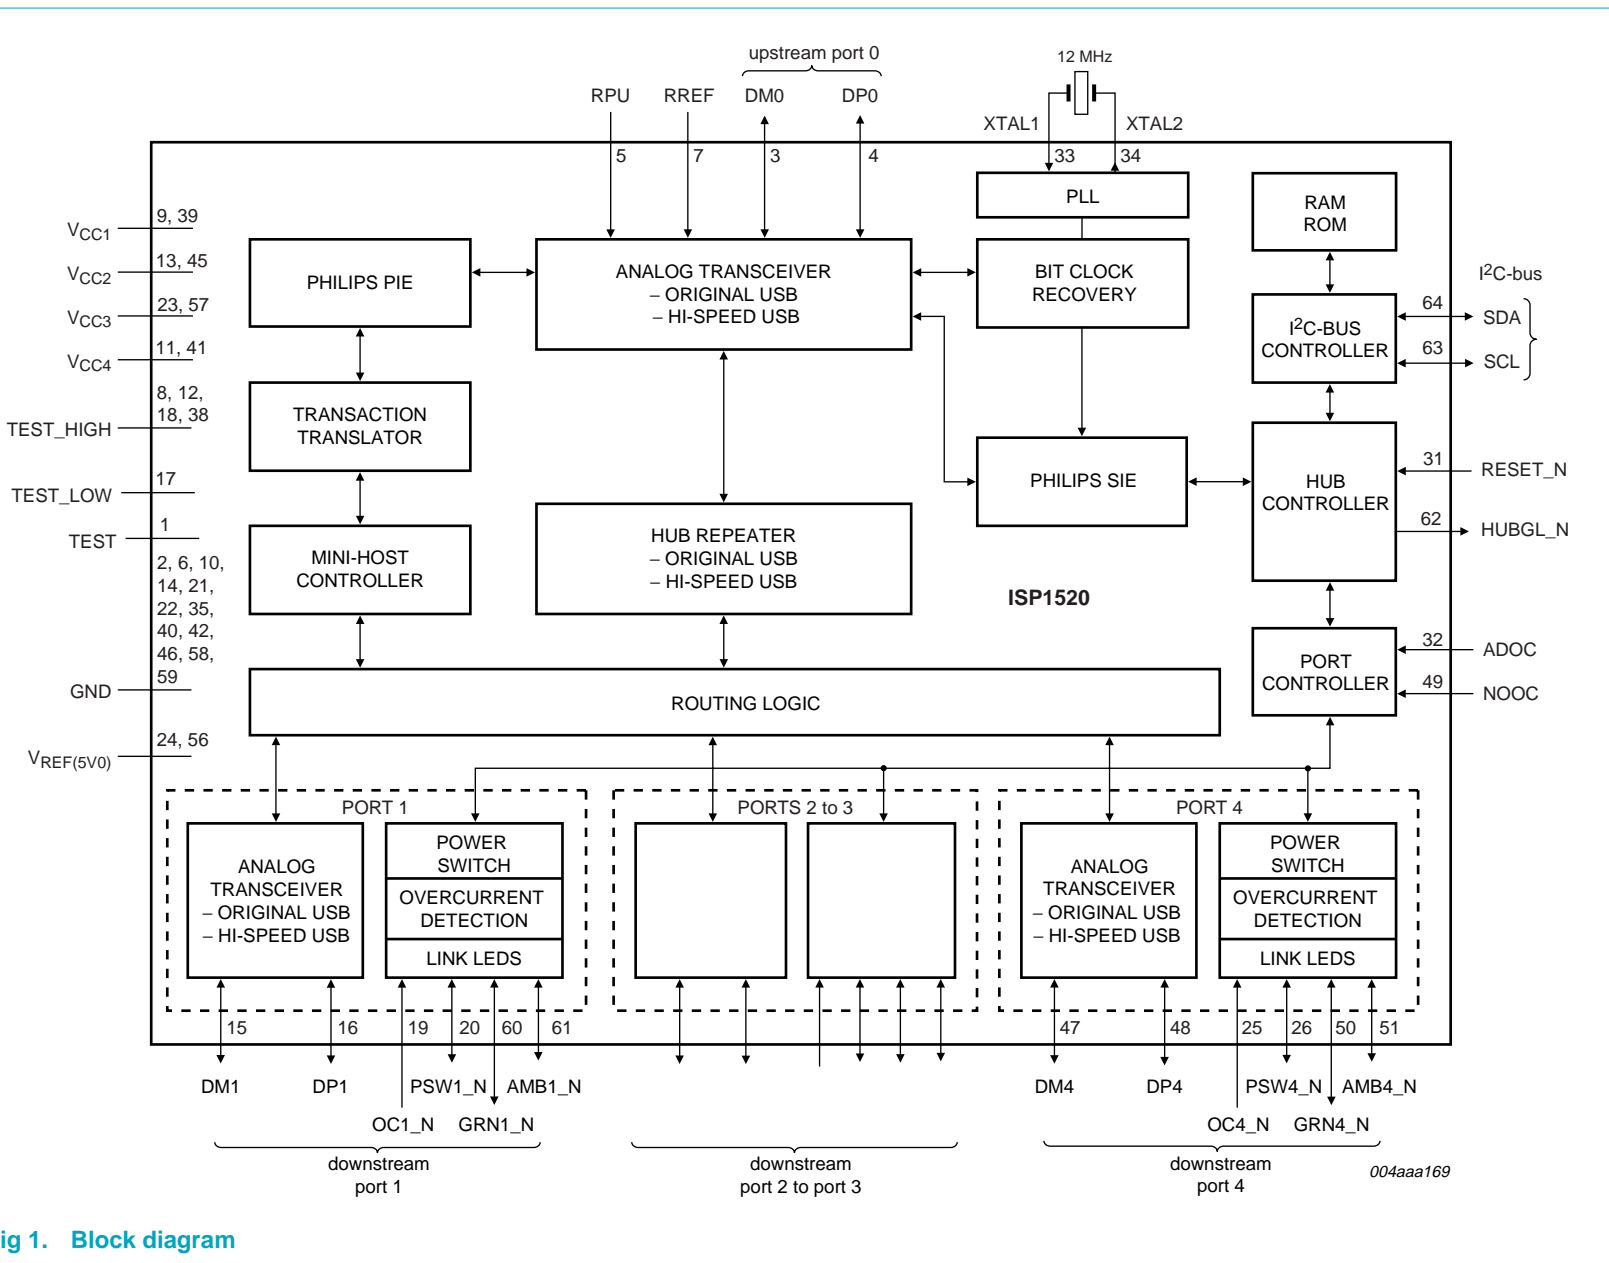 upstream port 0
12 MHz
RPU
RREF
DM0
DP0
XTAL1
XTAL2
5
7
3
4
33
34
PLL
RAM
ROM
VCC1
9, 39
VCC2
13, 45
VCC3
23, 57
VCC4
11, 41
TEST_HIGH
8, 12,
18, 38
TEST_LOW
17
TEST
1
GND
2, 6, 10,
14, 21,
22, 35,
40, 42,
46, 58,
59
VREF(5V0)
24, 56
PHILIPS PIE
ANALOG TRANSCEIVER
– ORIGINAL USB
– HI-SPEED USB
BIT CLOCK
RECOVERY
I2C-bus
64
SDA
63
SCL
I2C-BUS
CONTROLLER
TRANSACTION
TRANSLATOR
PHILIPS SIE
HUB
CONTROLLER
31
RESET_N
62
HUBGL_N
MINI-HOST
CONTROLLER
HUB REPEATER
– ORIGINAL USB
– HI-SPEED USB
ISP1520
PORT
CONTROLLER
32
ADOC
49
NOOC
ROUTING LOGIC
PORT 1
ANALOG
TRANSCEIVER
– ORIGINAL USB
– HI-SPEED USB
POWER
SWITCH
OVERCURRENT
DETECTION
LINK LEDS
PORTS 2 to 3
PORT 4
ANALOG
TRANSCEIVER
– ORIGINAL USB
– HI-SPEED USB
POWER
SWITCH
OVERCURRENT
DETECTION
LINK LEDS
15
16
19
20
60
61
47
48
25
26
50
51
DM1
DP1
PSW1_N
AMB1_N
OC1_N
GRN1_N
DM4
DP4
PSW4_N
AMB4_N
OC4_N
GRN4_N
downstream
port 1
downstream
port 2 to port 3
downstream
port 4
004aaa169
ig 1. Block diagram